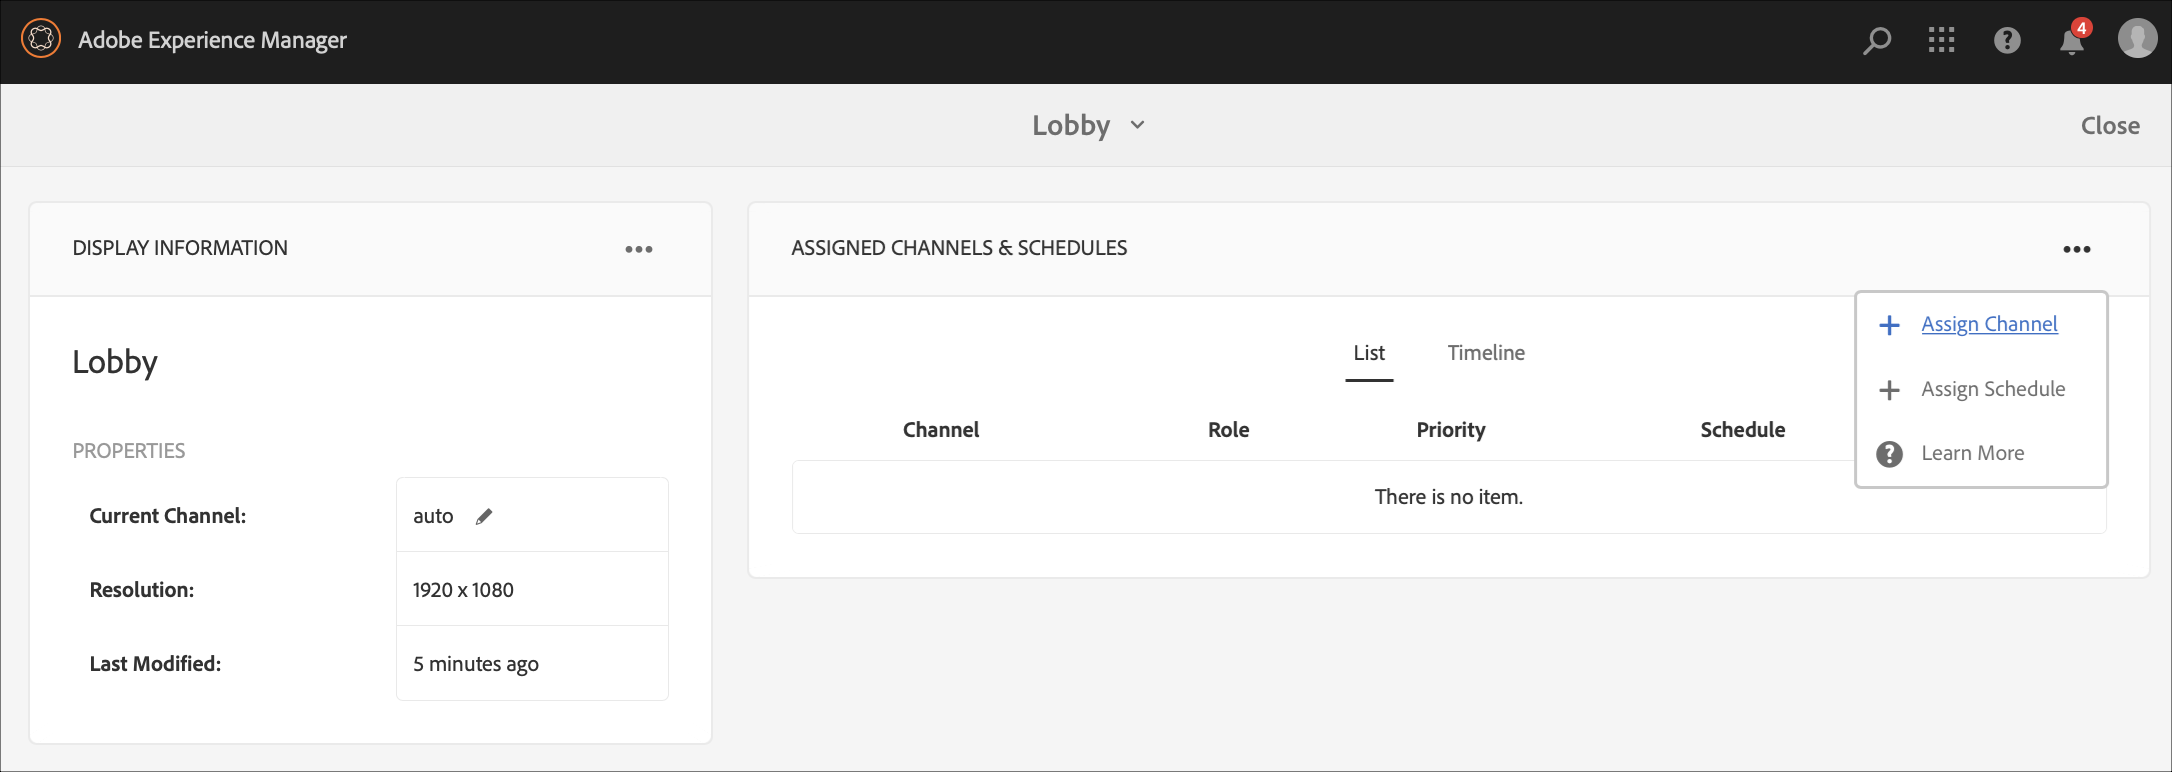 Adobe Experience Manager
4
Lobby
Close
DISPLAY INFORMATION
Lobby
PROPERTIES
Current Channel: auto
Resolution: 1920 x 1080
Last Modified: 5 minutes ago
ASSIGNED CHANNELS & SCHEDULES
Assign Channel
Assign Schedule
Learn More
List Timeline
Channel Role Priority Schedule
There is no item.